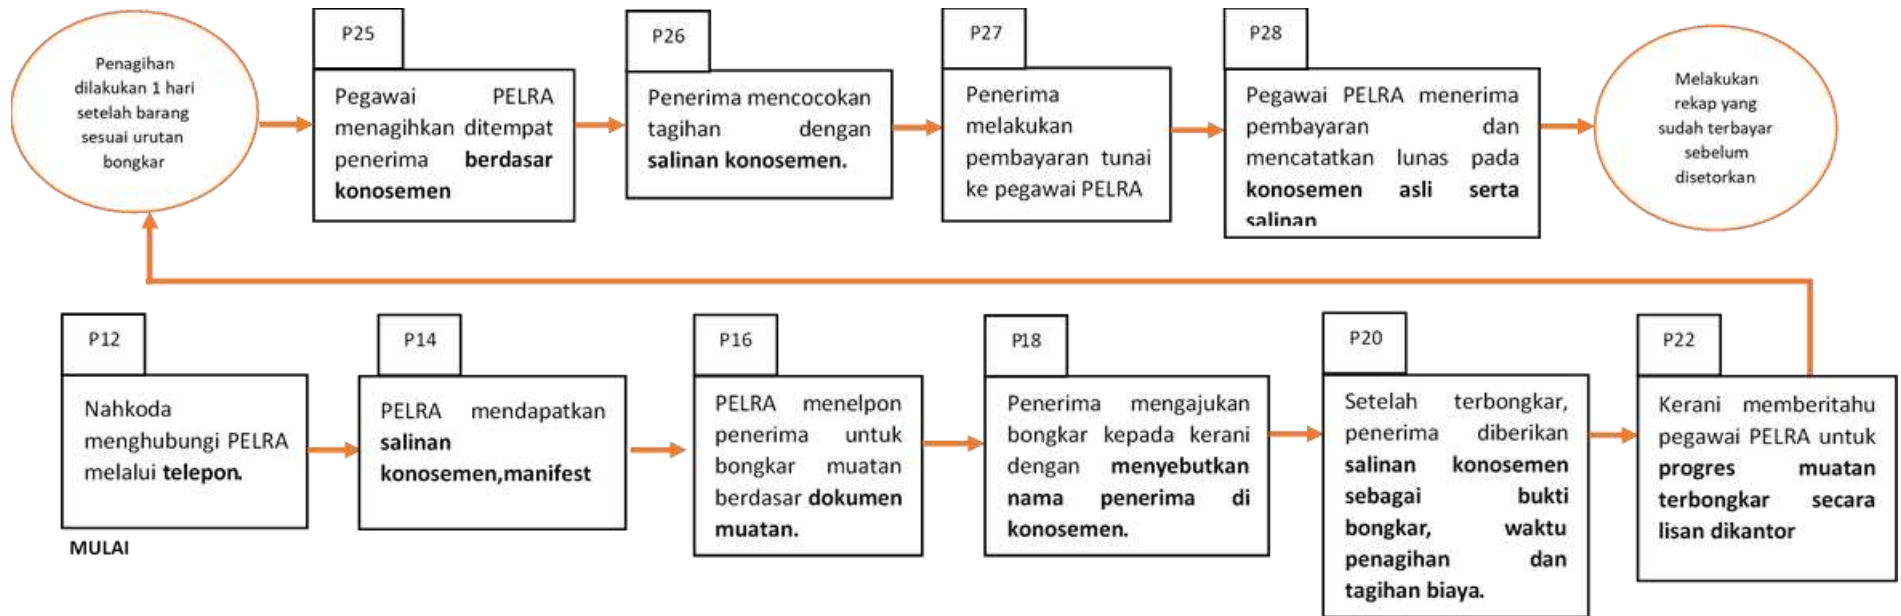 Penagihan
dilakukan 1 hari
setelah barang
sesuai urutan
bongkar
P25
Pegawai PELRA
menagihkan ditempat
penerima berdasar
konosemen
P26
Penerima mencocokan
tagihan dengan
salinan konosemen.
P27
Penerima
melakukan
pembayaran tunai
ke pegawai PELRA
P28
Pegawai PELRA menerima
pembayaran dan
mencatatkan lunas pada
konosemen asli serta
salinan
Melakukan
rekap yang
sudah terbayar
sebelum
disetorkan
P12
Nahkoda
menghubungi PELRA
melalui telepon.
MULAI
P14
PELRA mendapatkan
salinan
konosemen,manifest
P16
PELRA menelpon
penerima untuk
bongkar muatan
berdasar dokumen
muatan.
P18
Penerima mengajukan
bongkar kepada kerani
dengan menyebutkan
nama penerima di
konosemen.
P20
Setelah terbongkar,
penerima diberikan
salinan konosemen
sebagai bukti
bongkar, waktu
penagihan dan
tagihan biaya.
P22
Kerani memberitahu
pegawai PELRA untuk
progres muatan
terbongkar secara
lisan dikantor